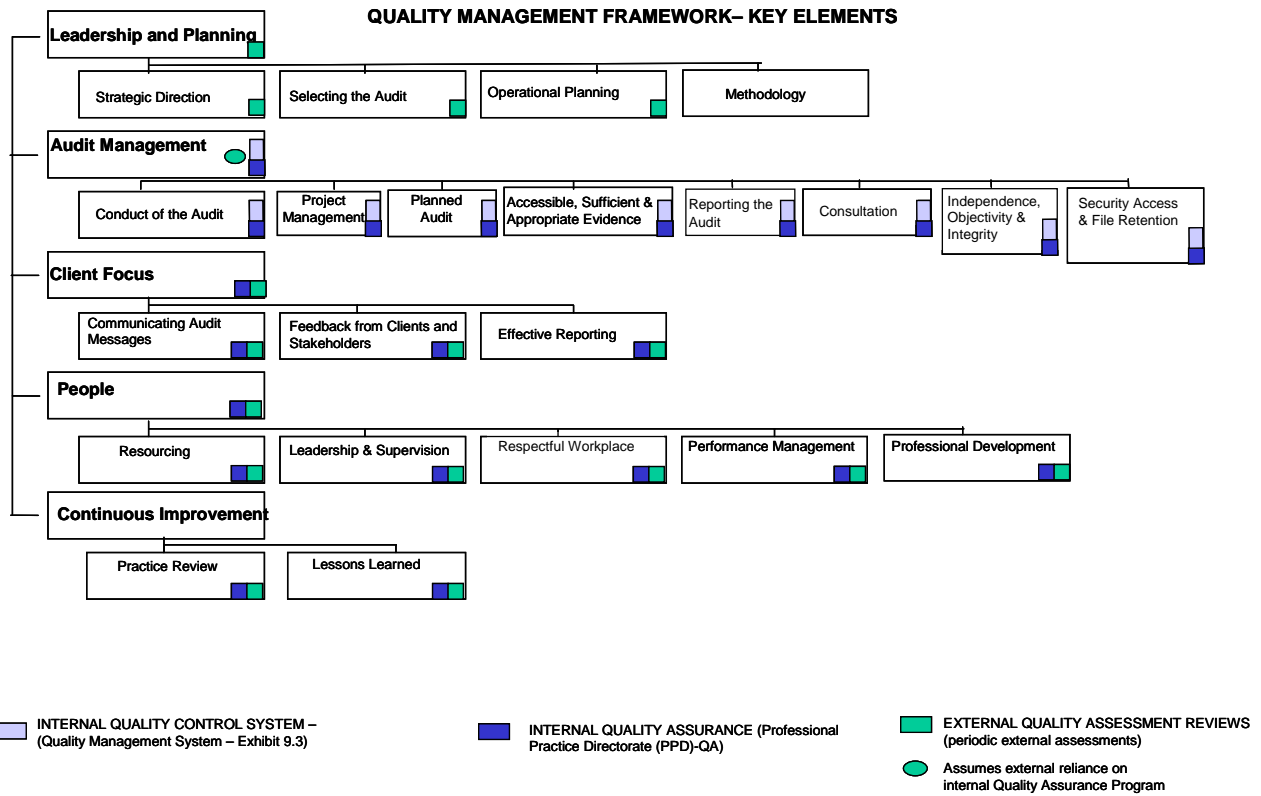 QUALITY MANAGEMENT FRAMEWORK– KEY ELEMENTS
Leadership and Planning
Strategic Direction
Selecting the Audit
Operational Planning
Methodology
Audit Management
Conduct of the Audit
Project
Management
Planned
Audit
Accessible, Sufficient &
Appropriate Evidence
Reporting the
Audit
Consultation
Independence,
Objectivity &
Integrity
Security Access
& File Retention
Client Focus
Communicating Audit
Messages
Feedback from Clients and
Stakeholders
Effective Reporting
People
Resourcing
Leadership & Supervision
Respectful Workplace
Performance Management
Professional Development
Continuous Improvement
Practice Review
Lessons Learned
INTERNAL QUALITY CONTROL SYSTEM –
(Quality Management System – Exhibit 9.3)
INTERNAL QUALITY ASSURANCE (Professional
Practice Directorate (PPD)-QA)
EXTERNAL QUALITY ASSESSMENT REVIEWS
(periodic external assessments)
Assumes external reliance on
internal Quality Assurance Program